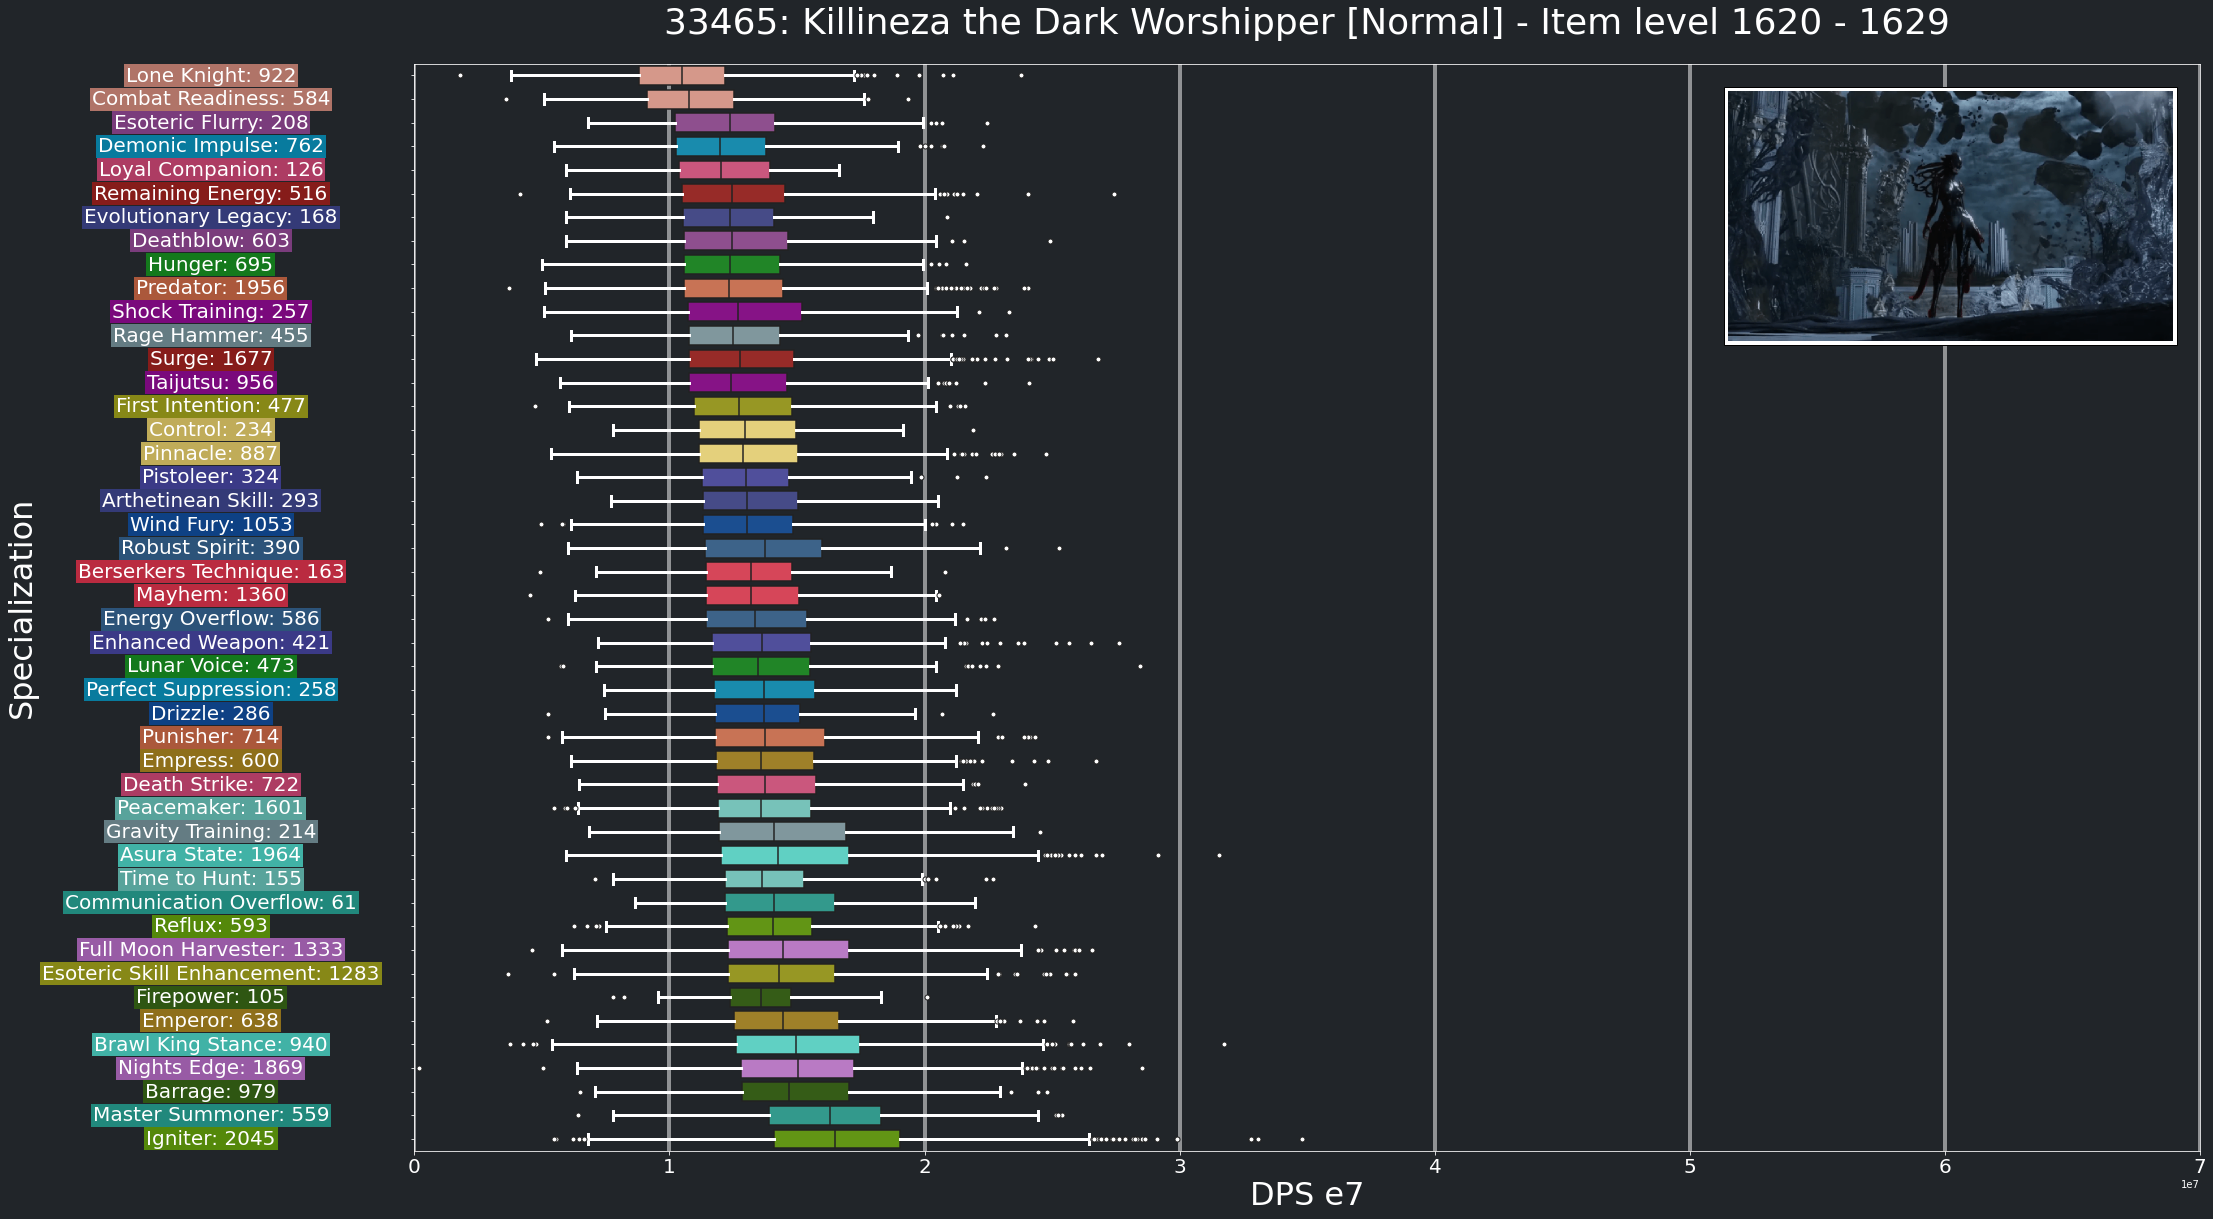 33465: Killineza the Dark Worshipper [Normal] - Item level 1620 - 1629
Specialization
Lone Knight: 922
Combat Readiness: 584
Esoteric Flurry: 208
Demonic Impulse: 762
Loyal Companion: 126
Remaining Energy: 516
Evolutionary Legacy: 168
Deathblow: 603
Hunger: 695
Predator: 1956
Shock Training: 257
Rage Hammer: 455
Surge: 1677
Taijutsu: 956
First Intention: 477
Control: 234
Pinnacle: 887
Pistoleer: 324
Arthetinean Skill: 293
Wind Fury: 1053
Robust Spirit: 390
Berserkers Technique: 163
Mayhem: 1360
Energy Overflow: 586
Enhanced Weapon: 421
Lunar Voice: 473
Perfect Suppression: 258
Drizzle: 286
Punisher: 714
Empress: 600
Death Strike: 722
Peacemaker: 1601
Gravity Training: 214
Asura State: 1964
Time to Hunt: 155
Communication Overflow: 61
Reflux: 593
Full Moon Harvester: 1333
Esoteric Skill Enhancement: 1283
Firepower: 105
Emperor: 638
Brawl King Stance: 940
Nights Edge: 1869
Barrage: 979
Master Summoner: 559
Igniter: 2045
0 1 2 3 4 5 6 7
1e7
DPS e7